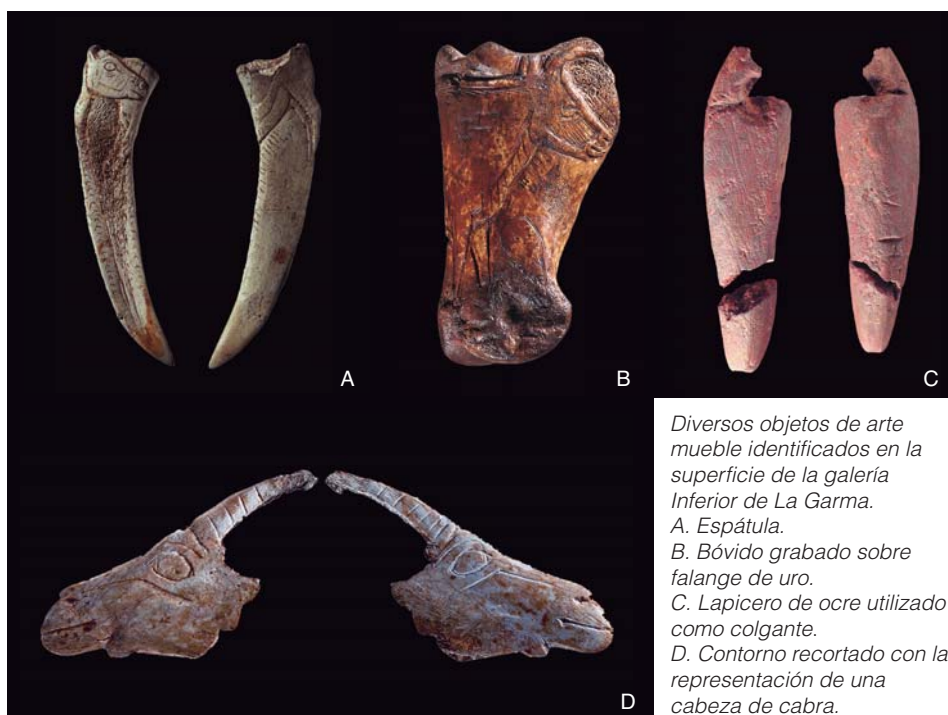 A
B
C
Diversos objetos de arte
mueble identificados en la
superficie de la galería
Inferior de La Garma.
A. Espátula.
B. Bóvido grabado sobre
falange de uro.
C. Lapicero de ocre utilizado
como colgante.
D. Contorno recortado con la
representación de una
cabeza de cabra.
D